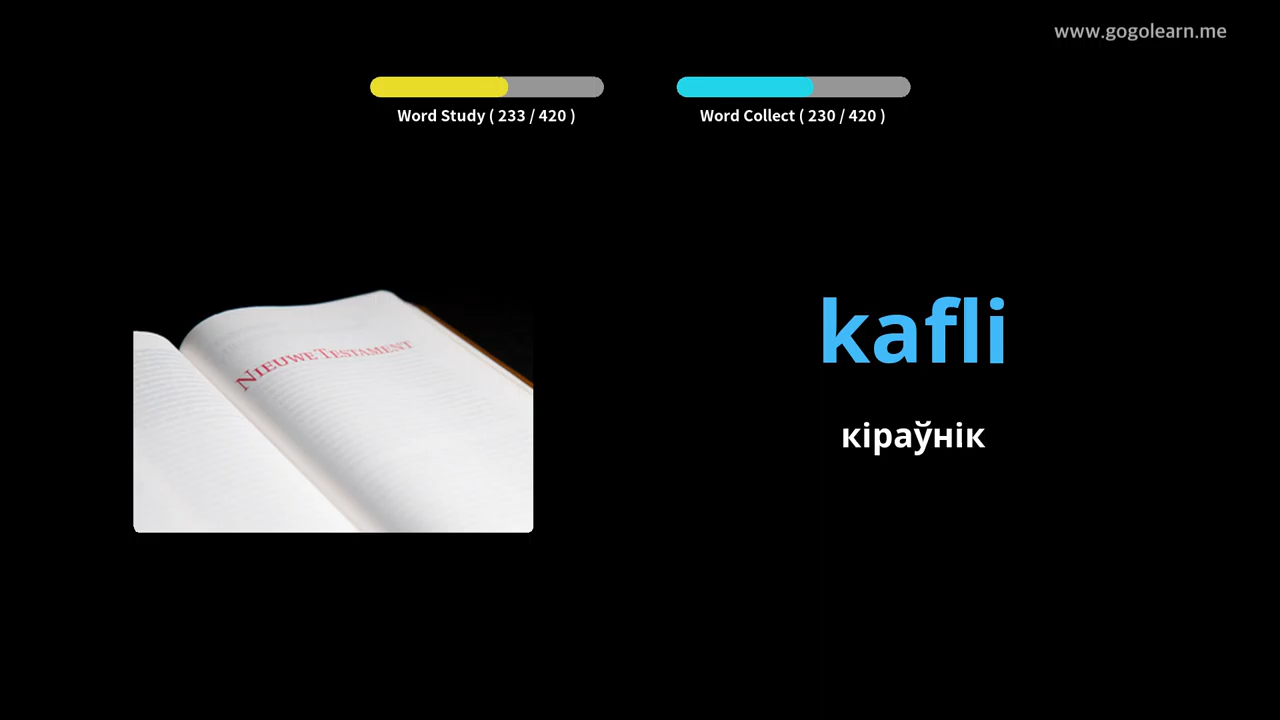 www.gogolearn.me
Word Study ( 233 / 420 )
Word Collect ( 230 / 420 )
NIEUWE TESTAMENT
kafli
кіраўнік